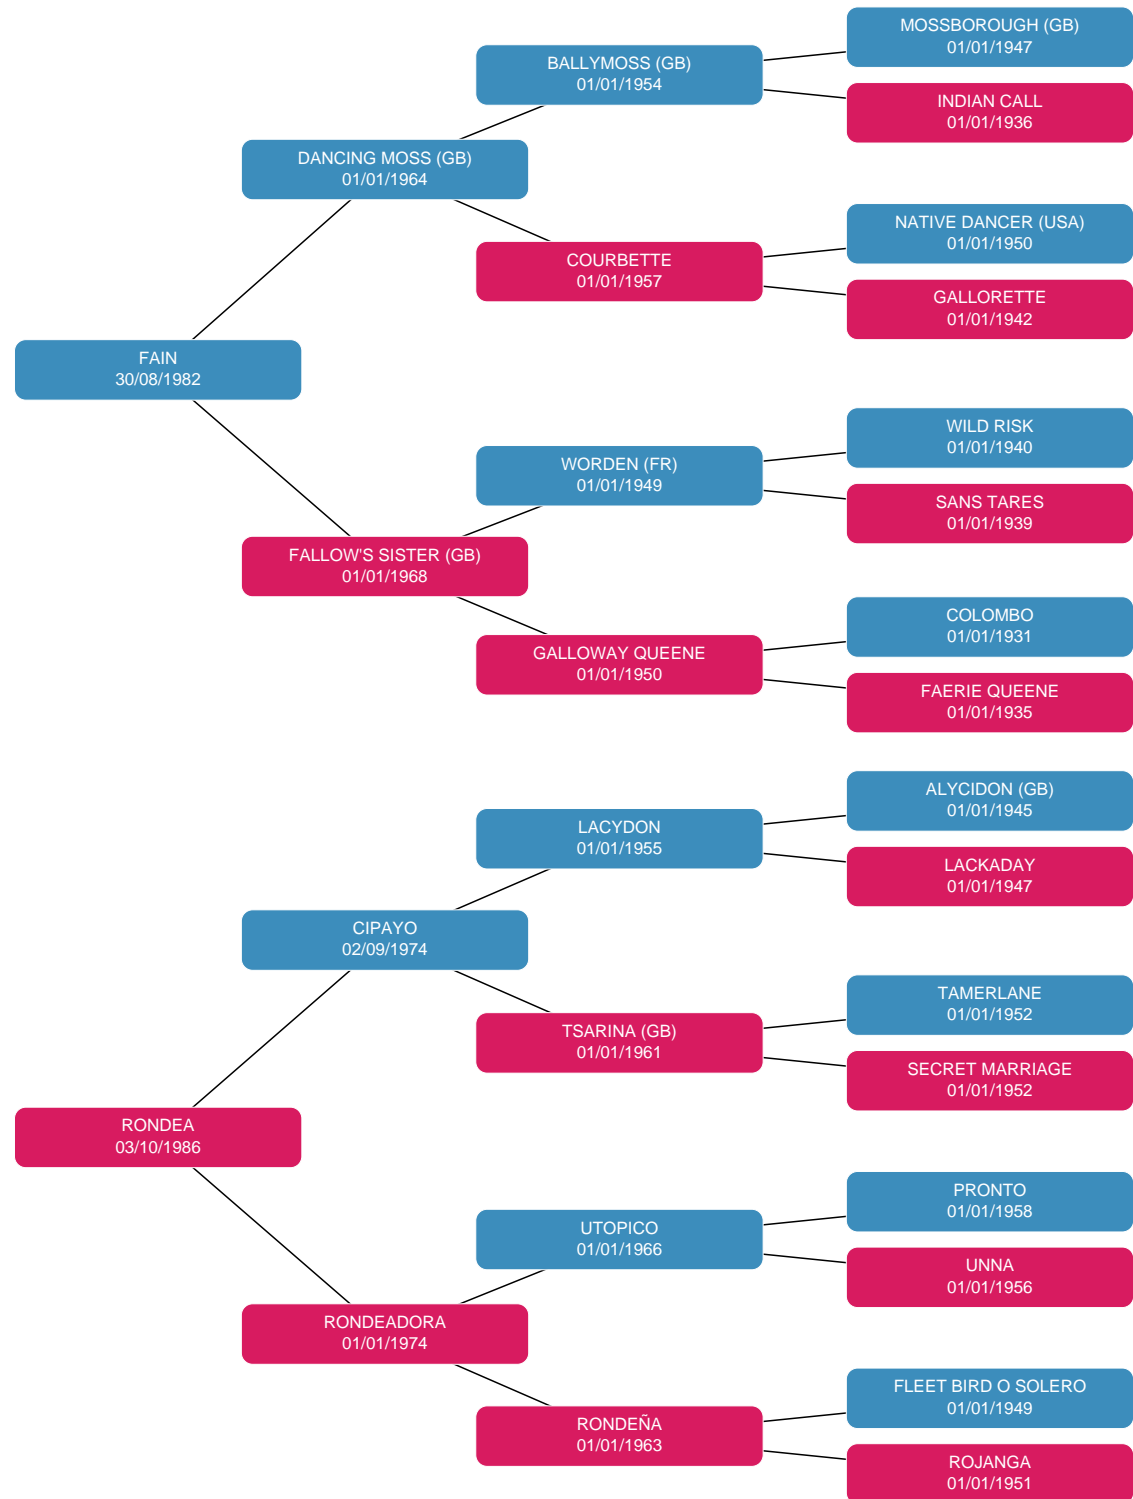 MOSSBOROUGH (GB)
01/01/1947
BALLYMOSS (GB)
01/01/1954
INDIAN CALL
01/01/1936
DANCING MOSS (GB)
01/01/1964
NATIVE DANCER (USA)
01/01/1950
COURBETTE
01/01/1957
GALLORETTE
01/01/1942
FAIN
30/08/1982
WILD RISK
01/01/1940
WORDEN (FR)
01/01/1949
SANS TARES
01/01/1939
FALLOW'S SISTER (GB)
01/01/1968
COLOMBO
01/01/1931
GALLOWAY QUEENE
01/01/1950
FAERIE QUEENE
01/01/1935
ALYCIDON (GB)
01/01/1945
LACYDON
01/01/1955
LACKADAY
01/01/1947
CIPAYO
02/09/1974
TAMERLANE
01/01/1952
TSARINA (GB)
01/01/1961
SECRET MARRIAGE
01/01/1952
RONDEA
03/10/1986
PRONTO
01/01/1958
UTOPICO
01/01/1966
UNNA
01/01/1956
RONDEADORA
01/01/1974
FLEET BIRD O SOLERO
01/01/1949
RONDEÑA
01/01/1963
ROJANGA
01/01/1951